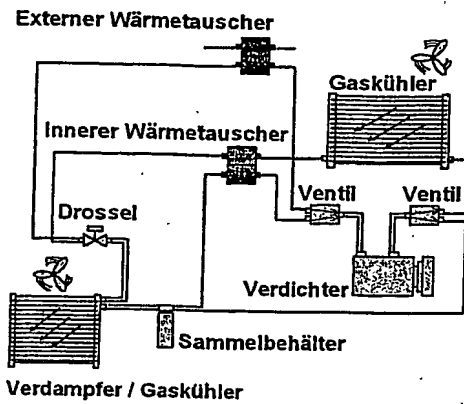 Externer Wärmetauscher
Gaskühler
Innerer Wärmetauscher
Ventil Ventil
Drossel
Verdichter
Sammelbehälter
Verdampfer / Gaskühler